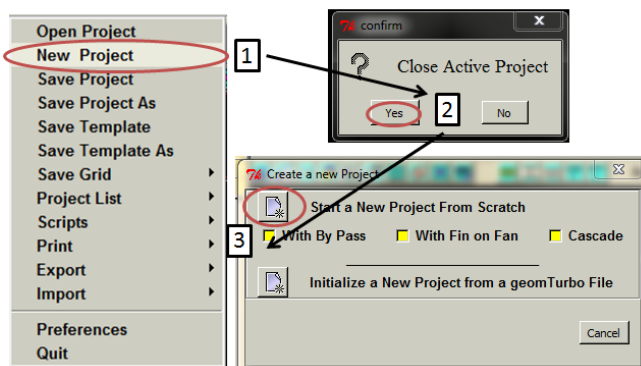 Open Project
New Project
Save Project
Save Project As
Save Template
Save Template As
Save Grid
Project List
Scripts
Print
Export
Import
Preferences
Quit
1
confirm
x
Close Active Project
Yes
2
No
Create a new Project
Start a New Project From Scratch
3
With By Pass
With Fin on Fan
Cascade
Initialize a New Project from a geomTurbo File
Cancel